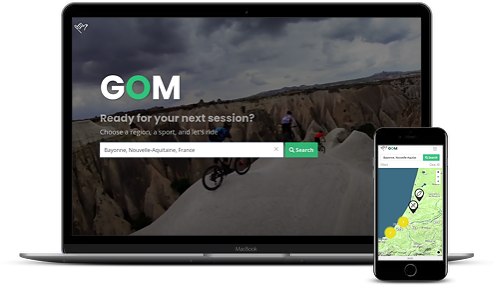 GOM
Ready for your next session?
Choose a region, a sport, and let's ride
Bayonne, Nouvelle-Aquitaine, France
Search
MacBook
GOM
Bayonne, Nouvelle-Aquitaine